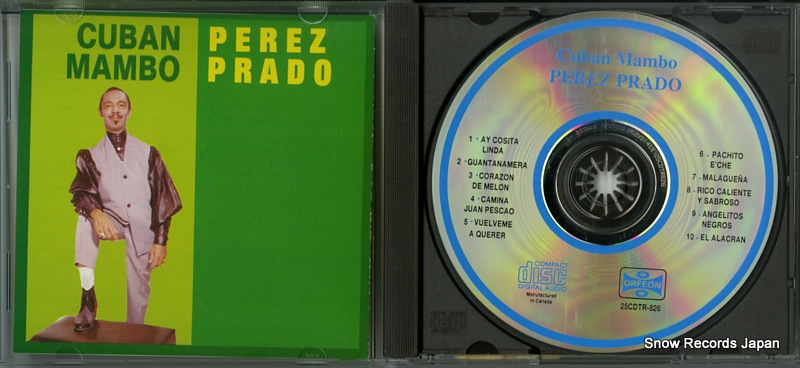 CUBAN
MAMBO
PEREZ
PRADO
Cuban Mambo
PEREZ PRADO
1 · AY COSITA
LINDA
2 · GUANTANAMERA
3 · CORAZON
DE MELON
4 · CAMINA
JUAN PESCAO
5 · VUELVEME
A QUERER
6 · PACHITO
E'CHE
7 · MALAGUEÑA
8 · RICO CALIENTE
Y SABROSO
9 · ANGELITOS
NEGROS
10 · EL ALACRAN
COMPACT
disc
DIGITAL AUDIO
Manufactured
in Canada
ORFEON
25CDTR-826
Snow Records Japan